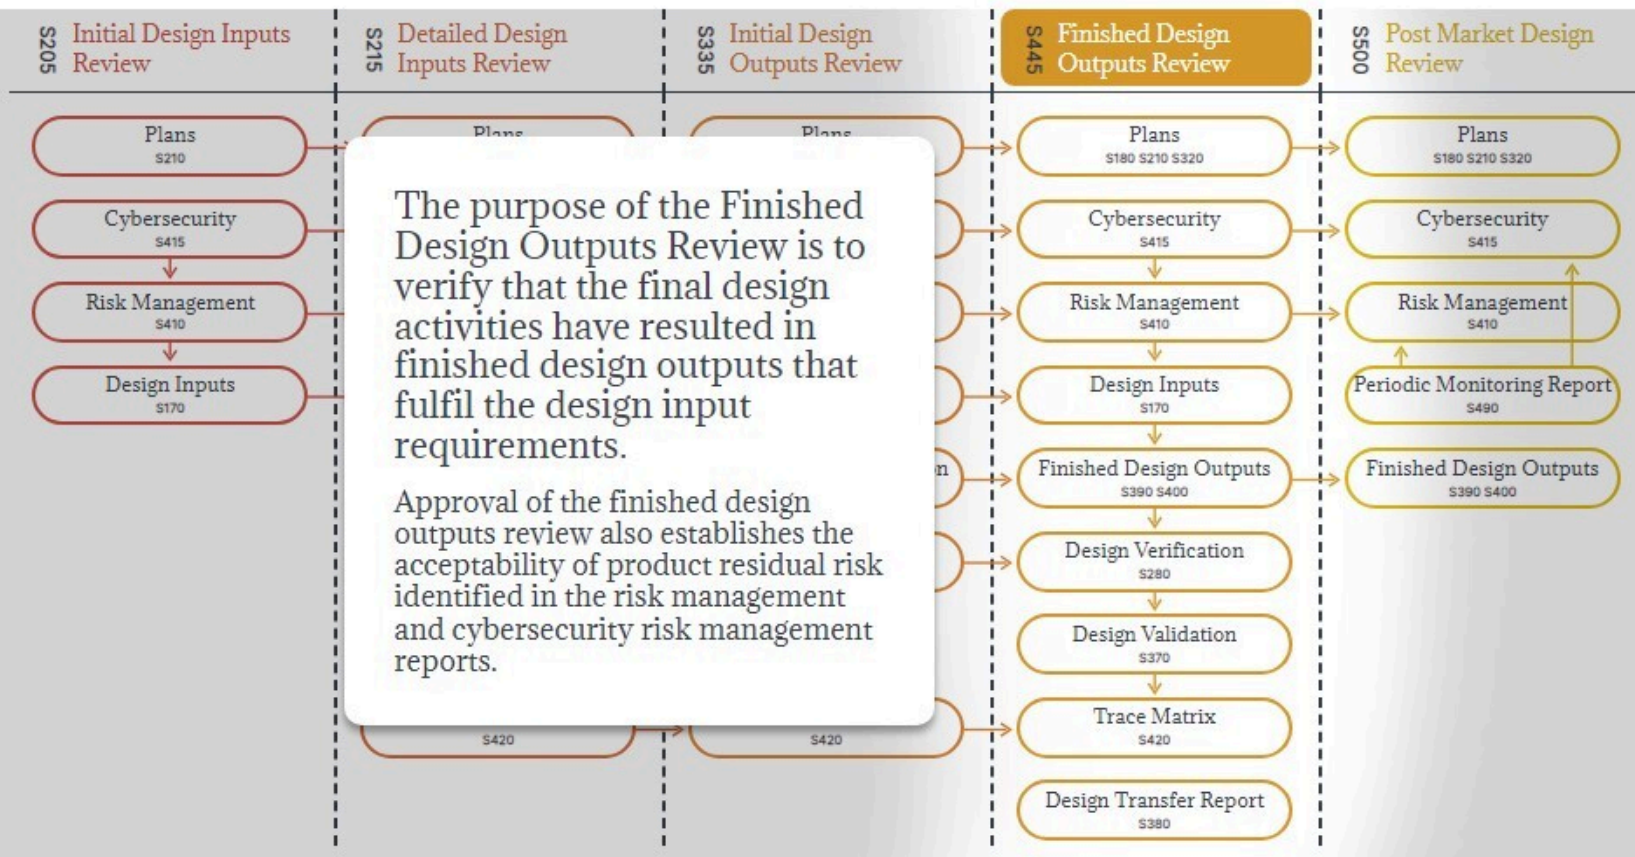 S205
Initial Design Inputs
Review
S215
Detailed Design
Inputs Review
S335
Initial Design
Outputs Review
S445
Finished Design
Outputs Review
S500
Post Market Design
Review
Plans
S210
Cybersecurity
S415
Risk Management
S410
Design Inputs
S170
Plans
S420
Plans
S420
The purpose of the Finished
Design Outputs Review is to
verify that the final design
activities have resulted in
finished design outputs that
fulfil the design input
requirements.
Approval of the finished design
outputs review also establishes the
acceptability of product residual risk
identified in the risk management
and cybersecurity risk management
reports.
Plans
S180 S210 S320
Cybersecurity
S415
Risk Management
S410
Design Inputs
S170
Finished Design Outputs
S390 S400
Design Verification
S280
Design Validation
S370
Trace Matrix
S420
Design Transfer Report
S380
Plans
S180 S210 S320
Cybersecurity
S415
Risk Management
S410
Periodic Monitoring Report
S490
Finished Design Outputs
S390 S400